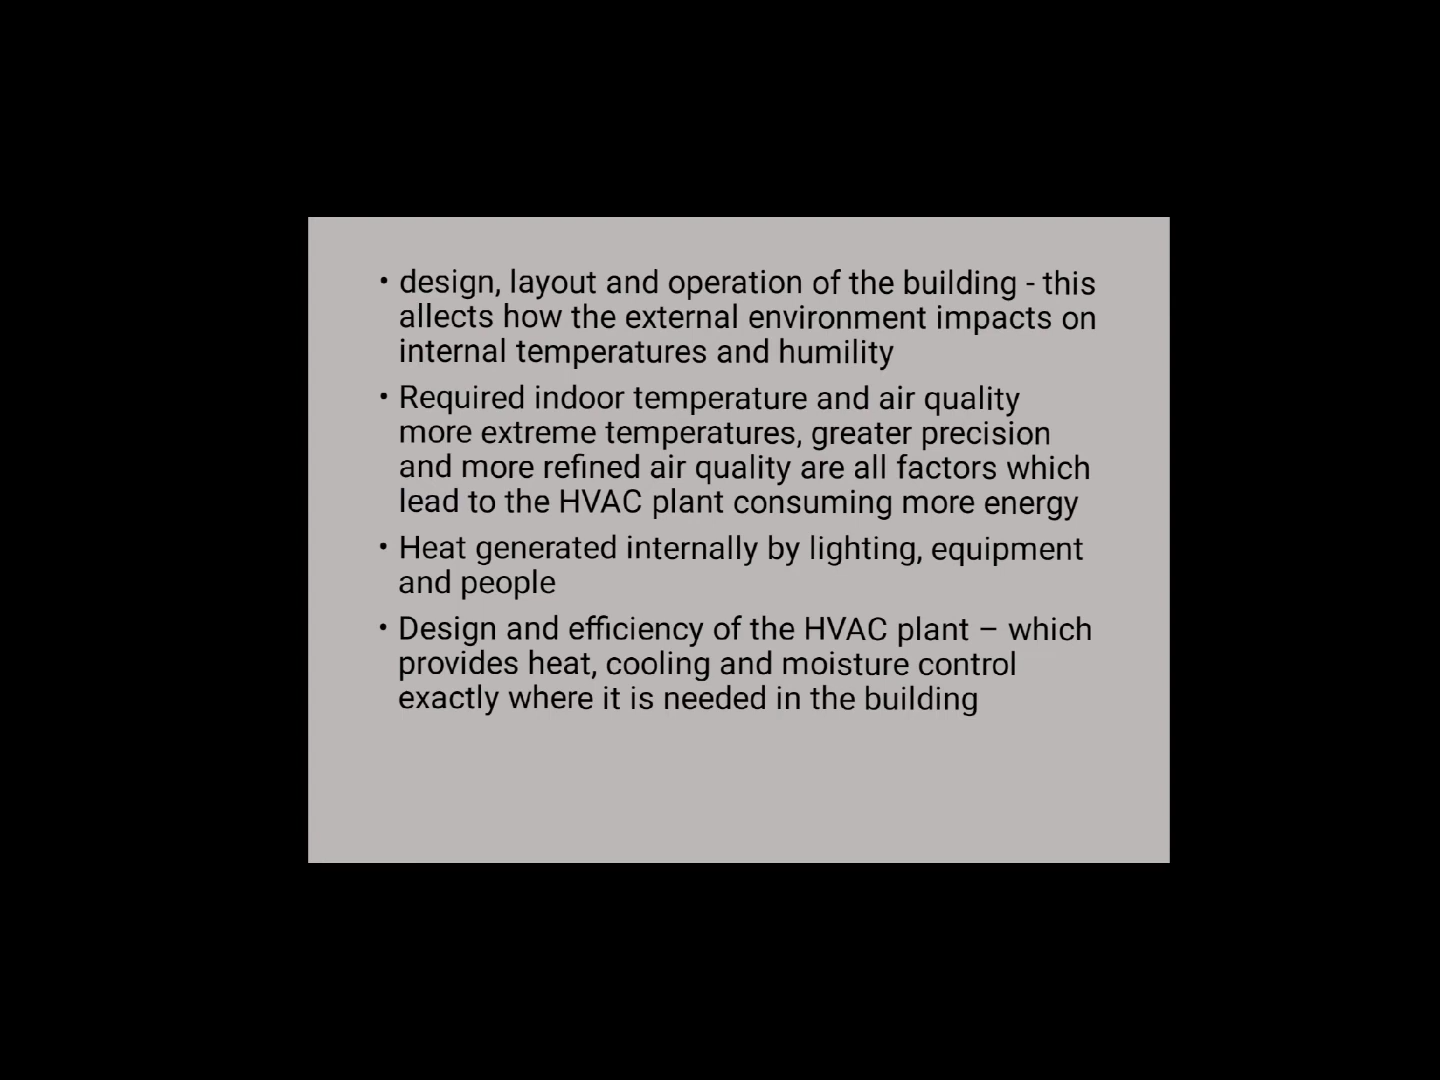 • design, layout and operation of the building - this
allects how the external environment impacts on
internal temperatures and humility
• Required indoor temperature and air quality
more extreme temperatures, greater precision
and more refined air quality are all factors which
lead to the HVAC plant consuming more energy
• Heat generated internally by lighting, equipment
and people
• Design and efficiency of the HVAC plant – which
provides heat, cooling and moisture control
exactly where it is needed in the building